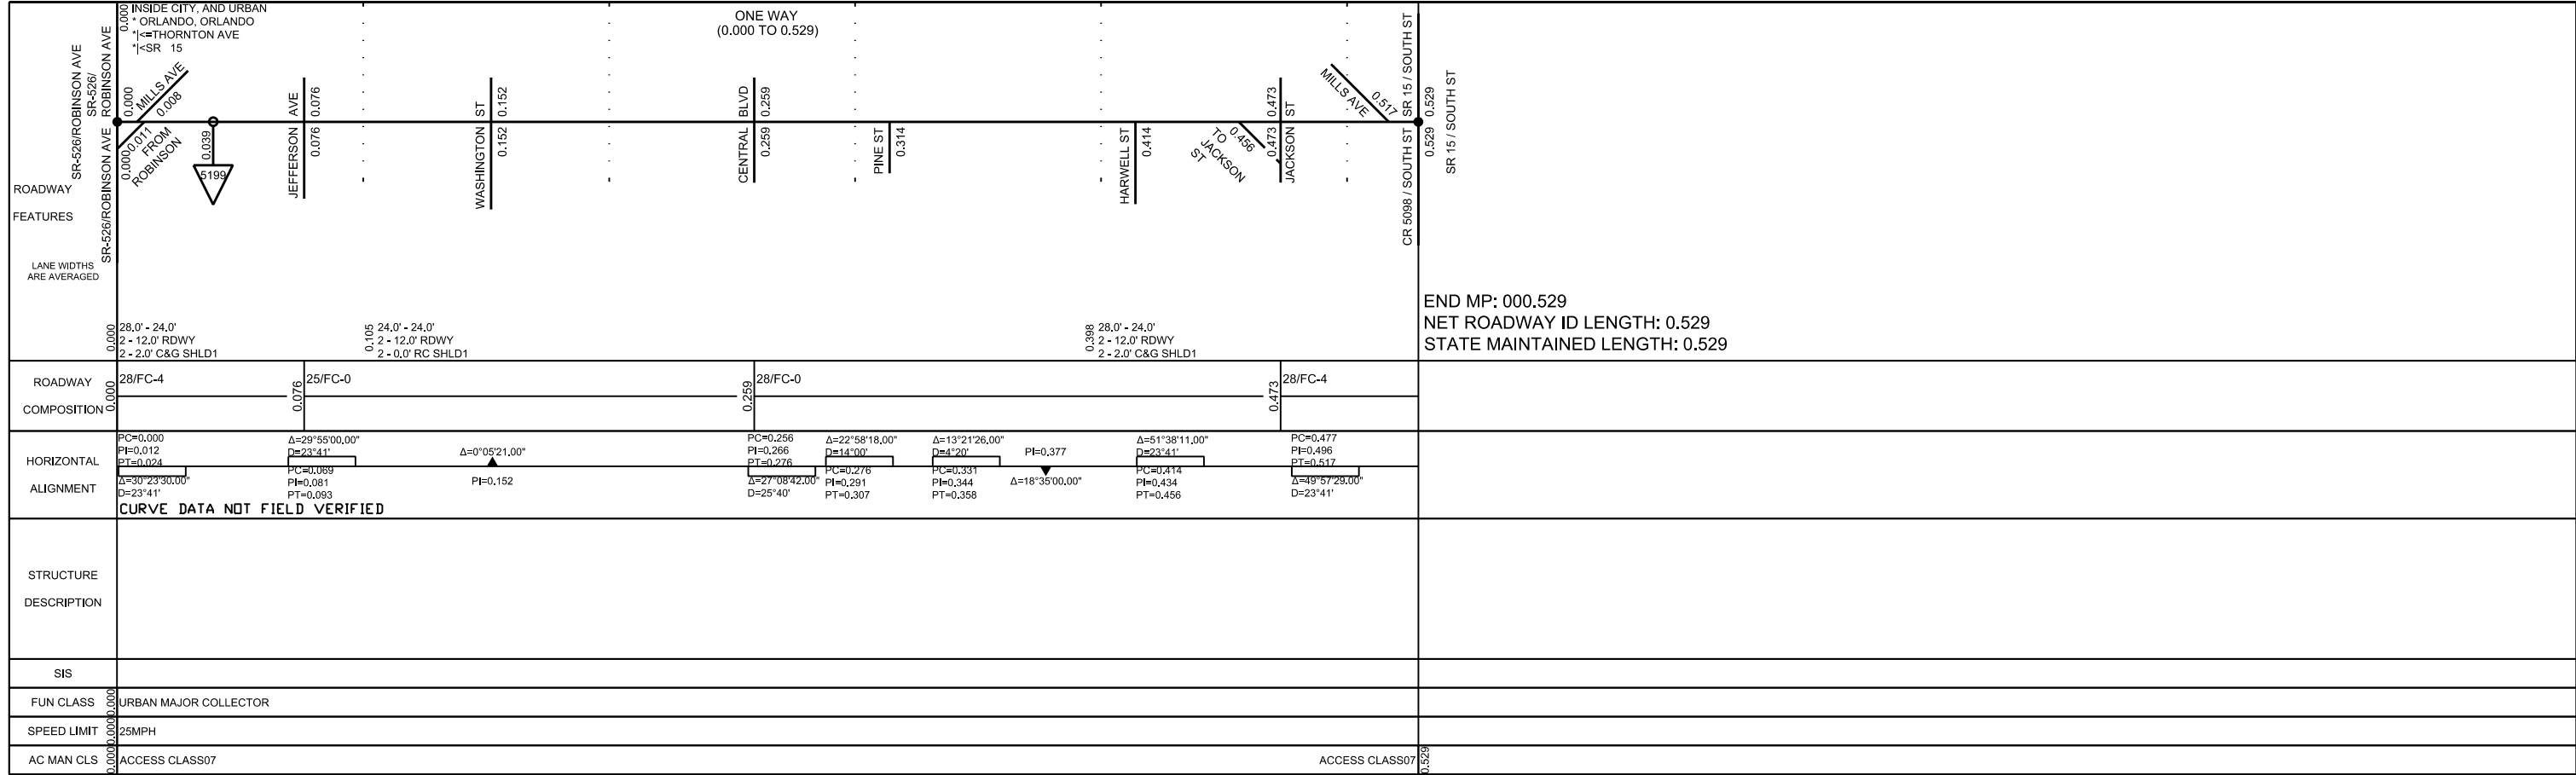 INSIDE CITY, AND URBAN
* ORLANDO, ORLANDO
*|<=THORNTON AVE
*|<SR 15
0.000
ONE WAY
(0.000 TO 0.529)
SR-526/ROBINSON AVE
SR-526/
ROBINSON AVE
0.000
MILLS AVE
0.008
JEFFERSON AVE
0.076
0.076
WASHINGTON ST
0.152
0.152
CENTRAL BLVD
0.259
0.259
PINE ST
0.314
HARWELL ST
0.414
0.456
TO
JACKSON
ST
0.473
0.473
JACKSON ST
MILLS AVE
0.517
SR 15 / SOUTH ST
0.529
0.529
CR 5098 / SOUTH ST
SR 15 / SOUTH ST
SR-526/ROBINSON AVE
0.000
0.011
FROM
ROBINSON
0.039
5199
ROADWAY
FEATURES
LANE WIDTHS
ARE AVERAGED
0.000
28.0' - 24.0'
2 - 12.0' RDWY
2 - 2.0' C&G SHLD1
0.105
24.0' - 24.0'
2 - 12.0' RDWY
2 - 0.0' RC SHLD1
0.398
28.0' - 24.0'
2 - 12.0' RDWY
2 - 2.0' C&G SHLD1
END MP: 000.529
NET ROADWAY ID LENGTH: 0.529
STATE MAINTAINED LENGTH: 0.529
ROADWAY
COMPOSITION
0.000
28/FC-4
0.076
25/FC-0
0.259
28/FC-0
0.473
28/FC-4
HORIZONTAL
ALIGNMENT
PC=0.000
PI=0.012
PT=0.024
Δ=30°23'30.00"
D=23°41'
Δ=29°55'00.00"
D=23°41'
PC=0.069
PI=0.081
PT=0.093
Δ=0°05'21.00"
PI=0.152
PC=0.256
PI=0.266
PT=0.276
Δ=27°08'42.00"
D=25°40'
Δ=22°58'18.00"
D=14°00'
PC=0.276
PI=0.291
PT=0.307
Δ=13°21'26.00"
D=4°20'
PC=0.331
PI=0.344
PT=0.358
PI=0.377
Δ=18°35'00.00"
Δ=51°38'11.00"
D=23°41'
PC=0.414
PI=0.434
PT=0.456
PC=0.477
PI=0.496
PT=0.517
Δ=49°57'29.00"
D=23°41'
CURVE DATA NOT FIELD VERIFIED
STRUCTURE
DESCRIPTION
SIS
FUN CLASS
0.000
URBAN MAJOR COLLECTOR
SPEED LIMIT
0.000
25MPH
AC MAN CLS
0.000
ACCESS CLASS07
ACCESS CLASS07
0.529